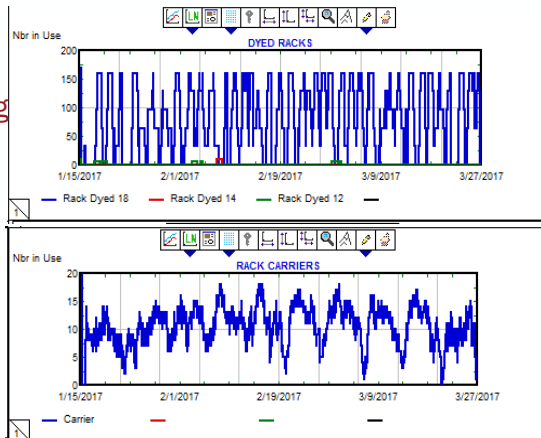 LN
Nbr in Use
DYED RACKS
200
150
100
50
0
1/15/2017 2/1/2017 2/19/2017 3/9/2017 3/27/2017
Rack Dyed 18 Rack Dyed 14 Rack Dyed 12
1
LN
Nbr in Use
RACK CARRIERS
20
15
10
5
0
1/15/2017 2/1/2017 2/19/2017 3/9/2017 3/27/2017
Carrier
1